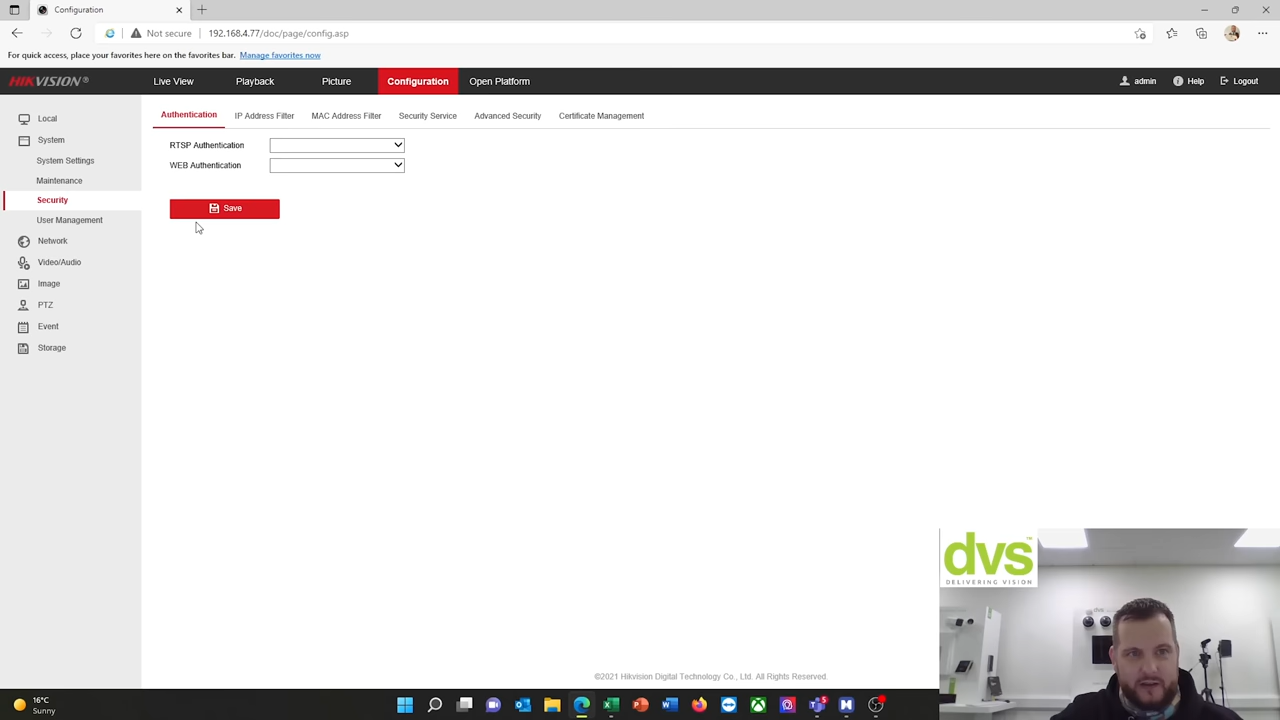 Configuration
Not secure 192.168.4.77/doc/page/config.asp
For quick access, place your favorites here on the favorites bar. Manage favorites now
HIKVISION®
Live View
Playback
Picture
Configuration
Open Platform
admin
Help
Logout
Local
System
System Settings
Maintenance
Security
User Management
Network
Video/Audio
Image
PTZ
Event
Storage
Authentication
IP Address Filter
MAC Address Filter
Security Service
Advanced Security
Certificate Management
RTSP Authentication
WEB Authentication
Save
©2021 Hikvision Digital Technology Co., Ltd. All Rights Reserved.
dvs™
DELIVERING VISION
16°C
Sunny